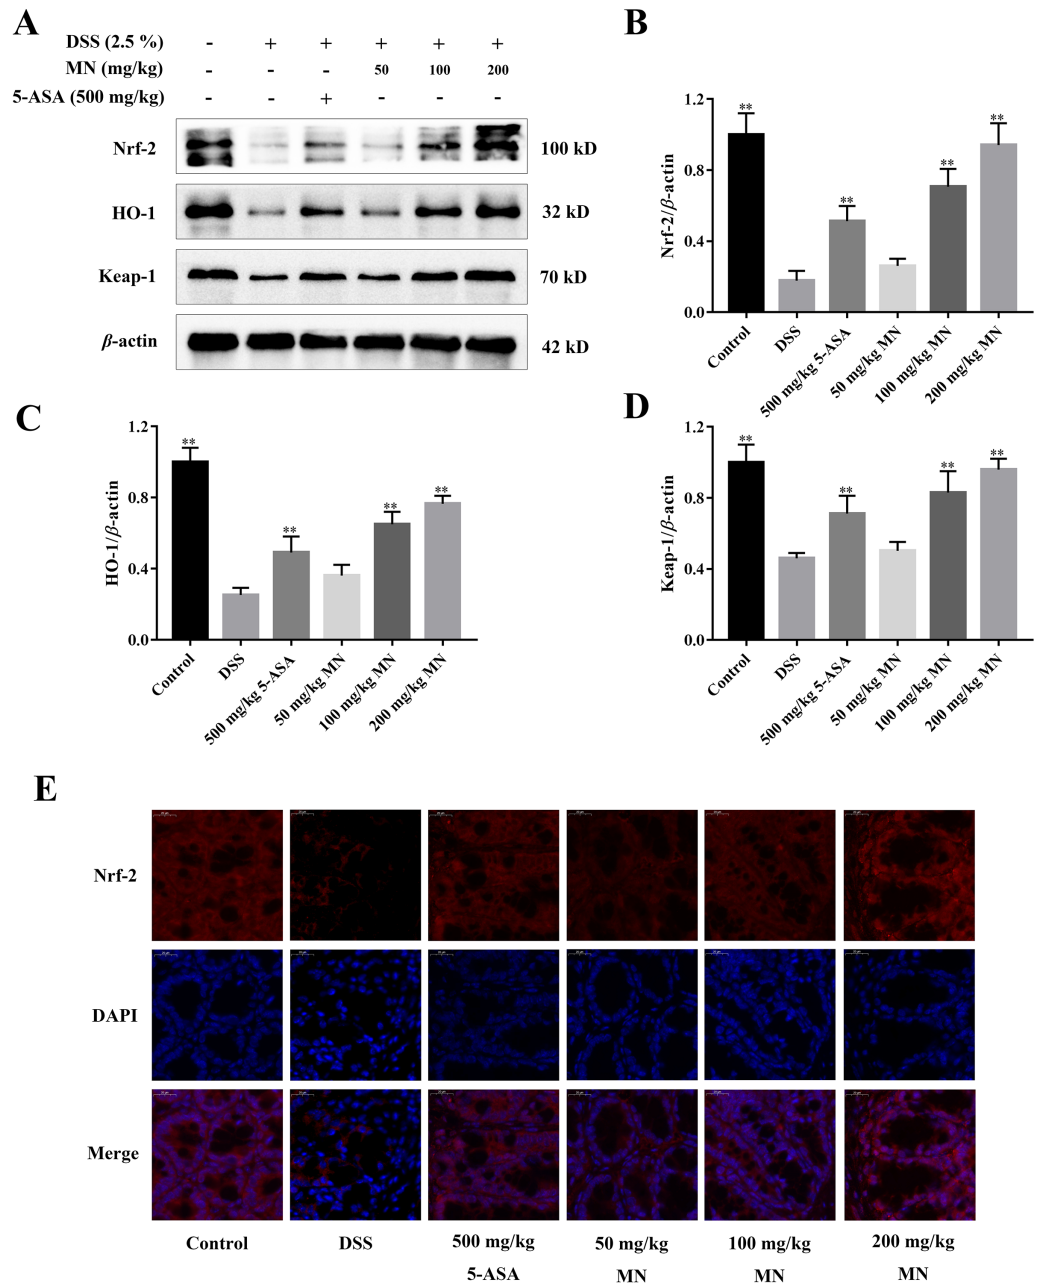 A
DSS (2.5 %) - + + + + +
MN (mg/kg) - - - 50 100 200
5-ASA (500 mg/kg) - - + - - -
Nrf-2 100 kD
HO-1 32 kD
Keap-1 70 kD
β-actin 42 kD
B
Nrf-2/β-actin
1.2
0.8
0.4
0.0
** ** ** **
Control DSS 500 mg/kg 5-ASA 50 mg/kg MN 100 mg/kg MN 200 mg/kg MN
C
HO-1/β-actin
1.2
0.8
0.4
0.0
** ** ** **
Control DSS 500 mg/kg 5-ASA 50 mg/kg MN 100 mg/kg MN 200 mg/kg MN
D
Keap-1/β-actin
1.2
0.8
0.4
0.0
** ** ** **
Control DSS 500 mg/kg 5-ASA 50 mg/kg MN 100 mg/kg MN 200 mg/kg MN
E
Nrf-2
DAPI
Merge
Control DSS 500 mg/kg 50 mg/kg 100 mg/kg 200 mg/kg
5-ASA MN MN MN